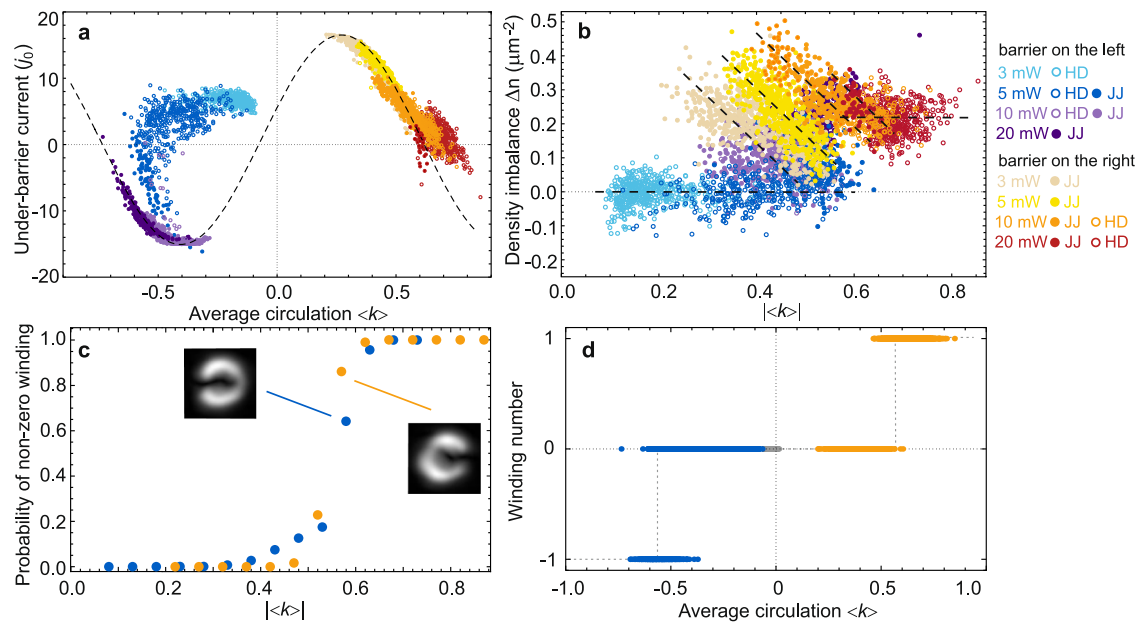 a
Under-barrier current (j0)
20
10
0
-10
-20
-0.5
0.0
0.5
Average circulation <k>
b
Density imbalance Δn (μm-2)
0.5
0.4
0.3
0.2
0.1
0.0
-0.1
-0.2
0.0
0.2
0.4
0.6
0.8
|<k>|
barrier on the left
3 mW HD
5 mW HD JJ
10 mW HD JJ
20 mW JJ
barrier on the right
3 mW JJ
5 mW JJ
10 mW JJ HD
20 mW JJ HD
c
Probability of non-zero winding
1.0
0.8
0.6
0.4
0.2
0.0
0.0
0.2
0.4
0.6
0.8
|<k>|
d
Winding number
1
0
-1
-1.0
-0.5
0.0
0.5
1.0
Average circulation <k>